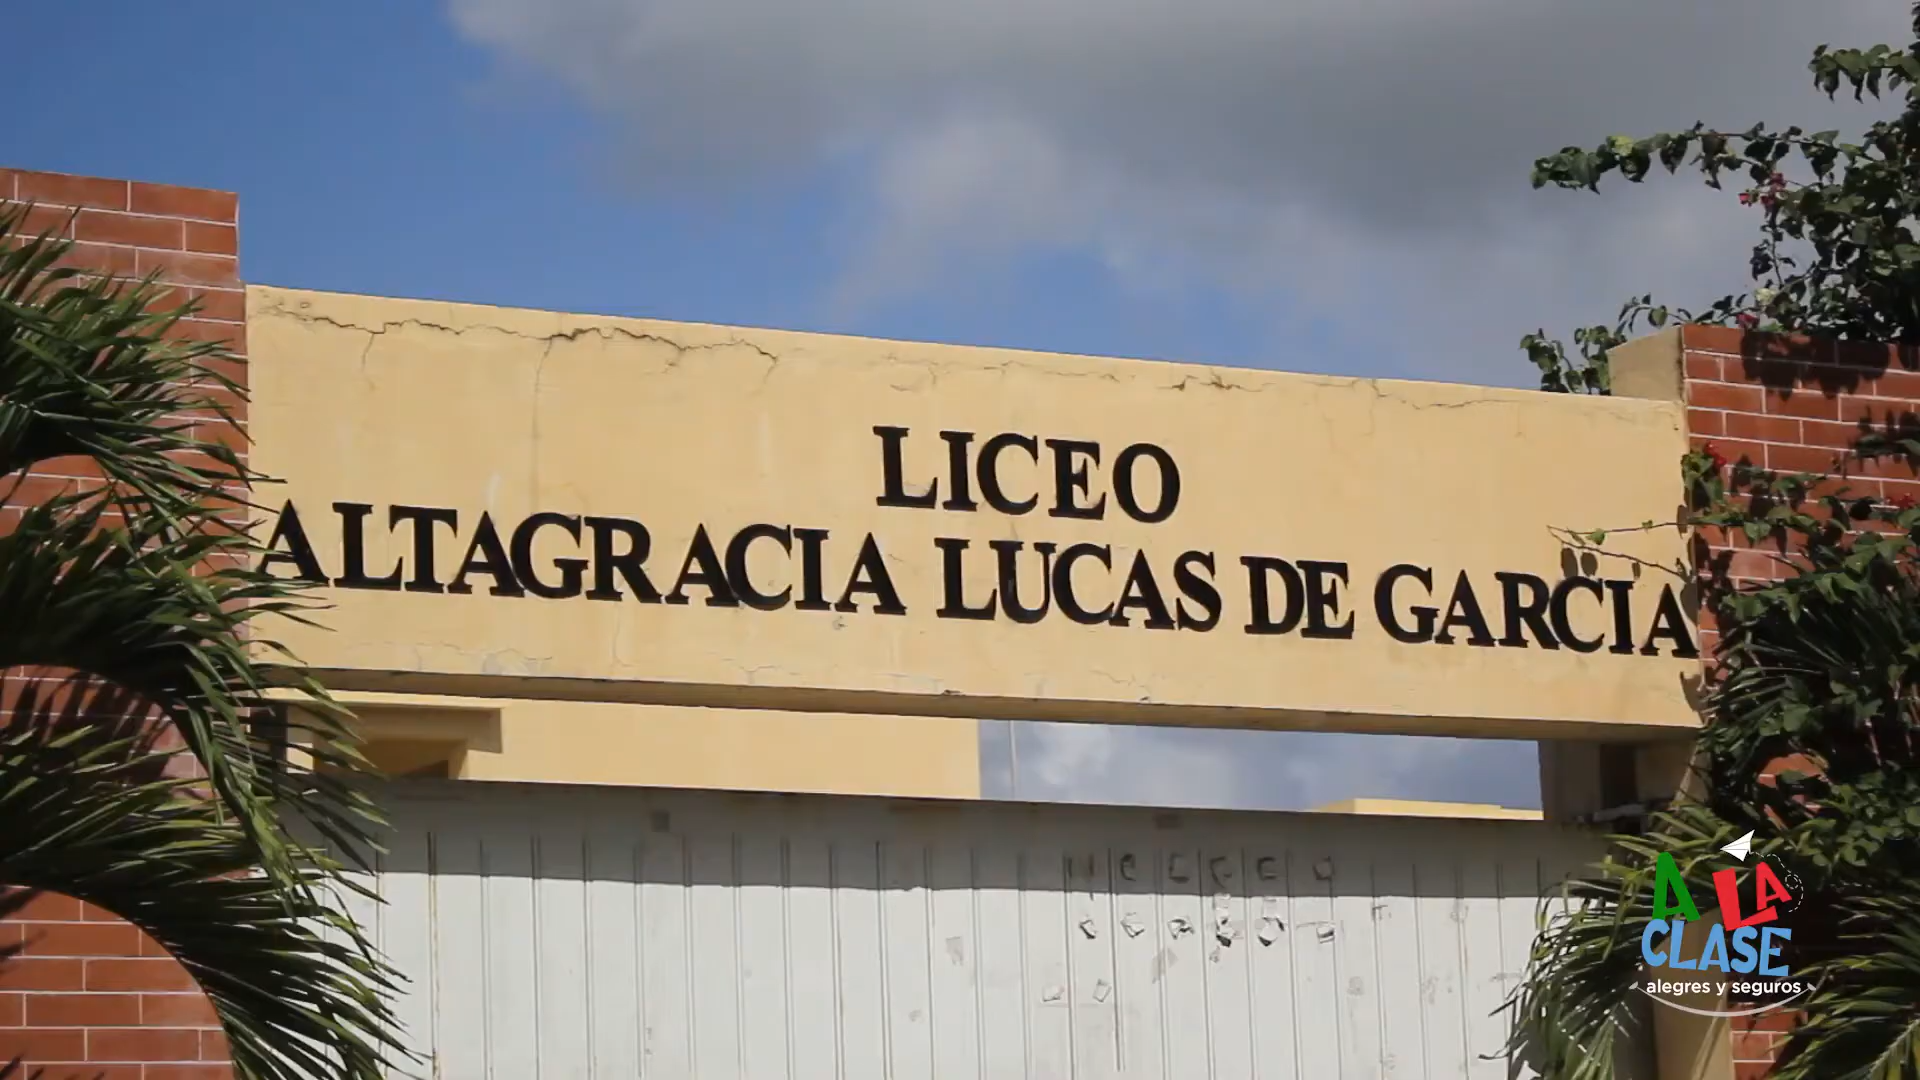 LICEO
ALTAGRACIA LUCAS DE GARCIA
A LA
CLASE
alegres y seguros